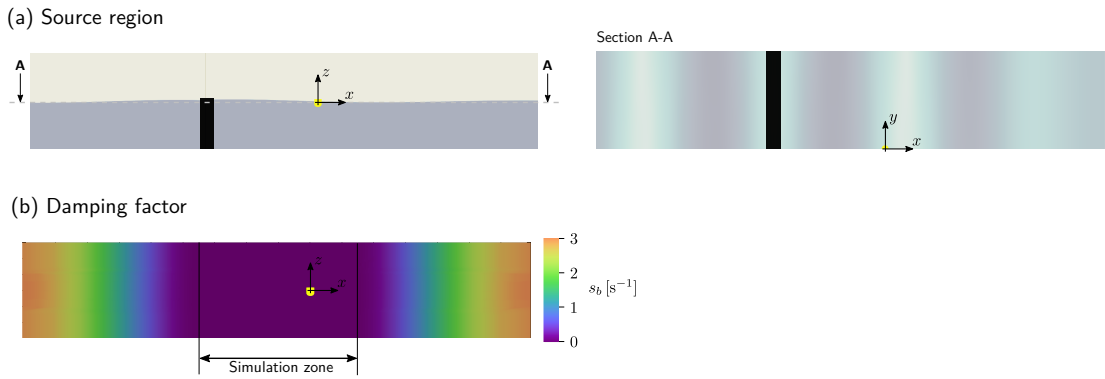 (a) Source region
A
A
z
x
Section A-A
y
x
(b) Damping factor
z
x
3
2
1
0
s_b [s⁻¹]
Simulation zone